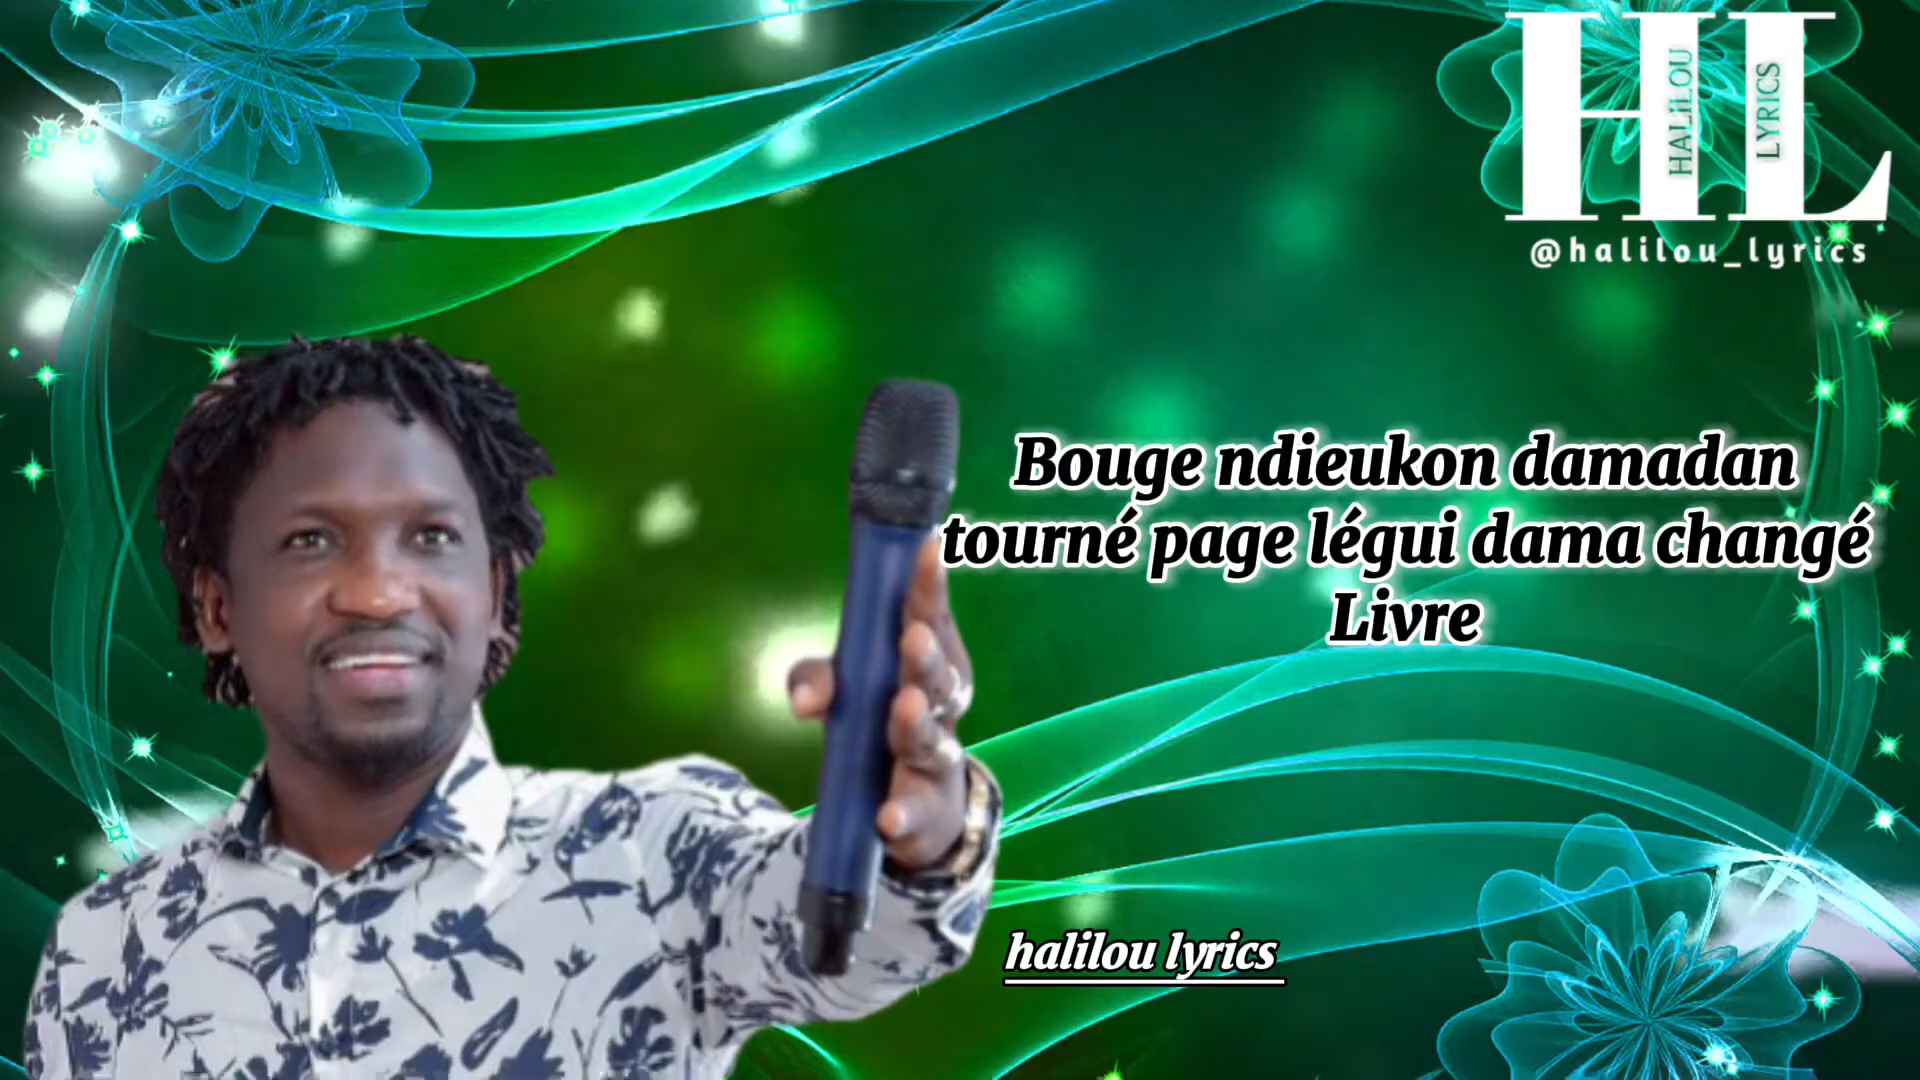 HL
HALiLOU
LYRICS
@halilou_lyrics
Bouge ndieukon damadan
tourné page légui dama changé
Livre
halilou lyrics